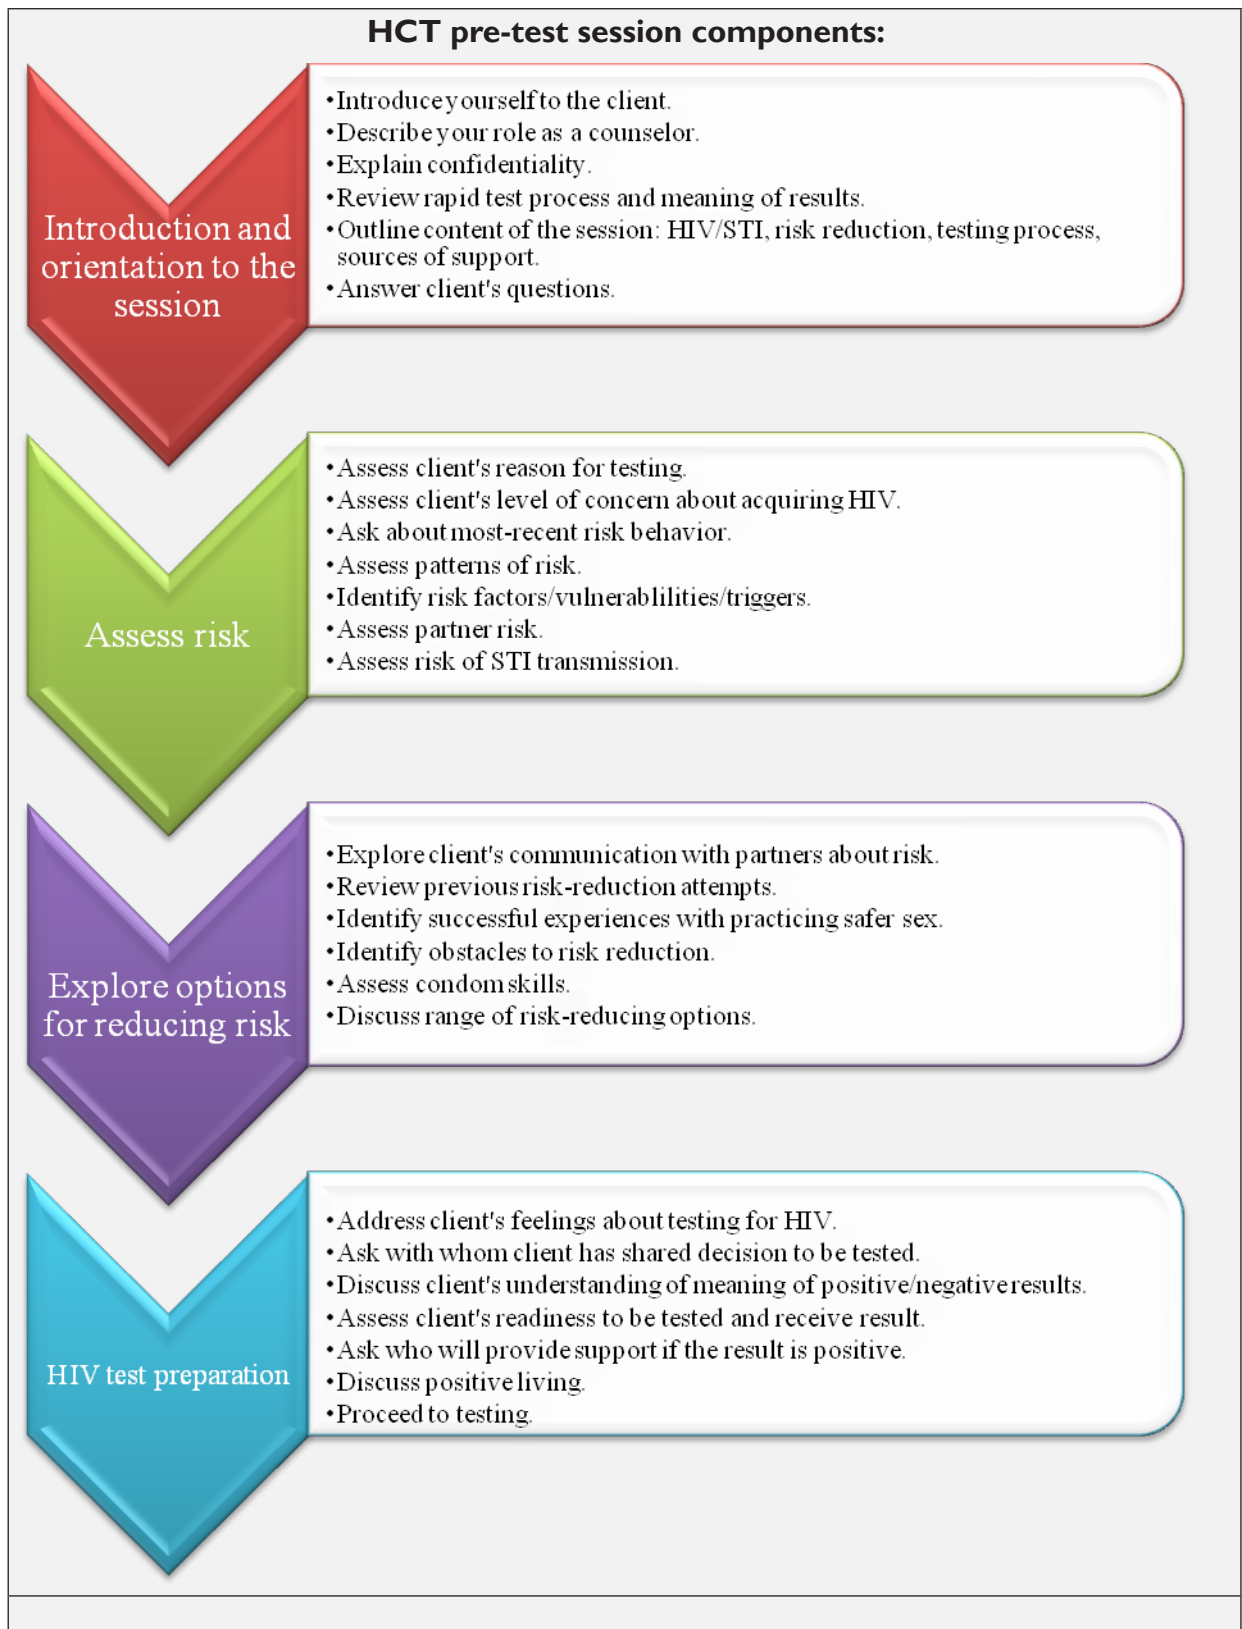 HCT pre-test session components:
Introduction and
orientation to the
session
•Introduce yourself to the client.
•Describe your role as a counselor.
•Explain confidentiality.
•Review rapid test process and meaning of results.
•Outline content of the session: HIV/STI, risk reduction, testing process,
sources of support.
•Answer client's questions.
Assess risk
•Assess client's reason for testing.
•Assess client's level of concern about acquiring HIV.
•Ask about most-recent risk behavior.
•Assess patterns of risk.
•Identify risk factors/vulnerablilities/triggers.
•Assess partner risk.
•Assess risk of STI transmission.
Explore options
for reducing risk
•Explore client's communication with partners about risk.
•Review previous risk-reduction attempts.
•Identify successful experiences with practicing safer sex.
•Identify obstacles to risk reduction.
•Assess condom skills.
•Discuss range of risk-reducing options.
HIV test preparation
•Address client's feelings about testing for HIV.
•Ask with whom client has shared decision to be tested.
•Discuss client's understanding of meaning of positive/negative results.
•Assess client's readiness to be tested and receive result.
•Ask who will provide support if the result is positive.
•Discuss positive living.
•Proceed to testing.